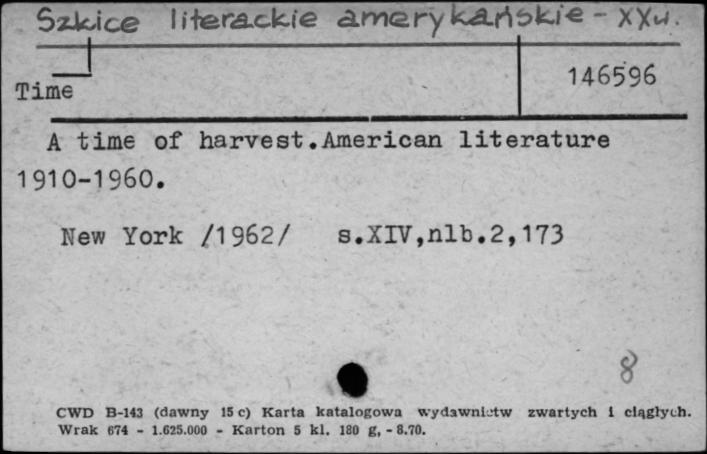 Szkice literackie amerykańskie - XX w.
146596
Time
A time of harvest. American literature
1910-1960.
New York /1962/ s.XIV,nlb.2,173
8
CWD B-143 (dawny 15 c) Karta katalogowa wydawnictw zwartych i ciągłych.
Wrak 674 - 1.625.000 - Karton 5 kl. 180 g, - 8.70.